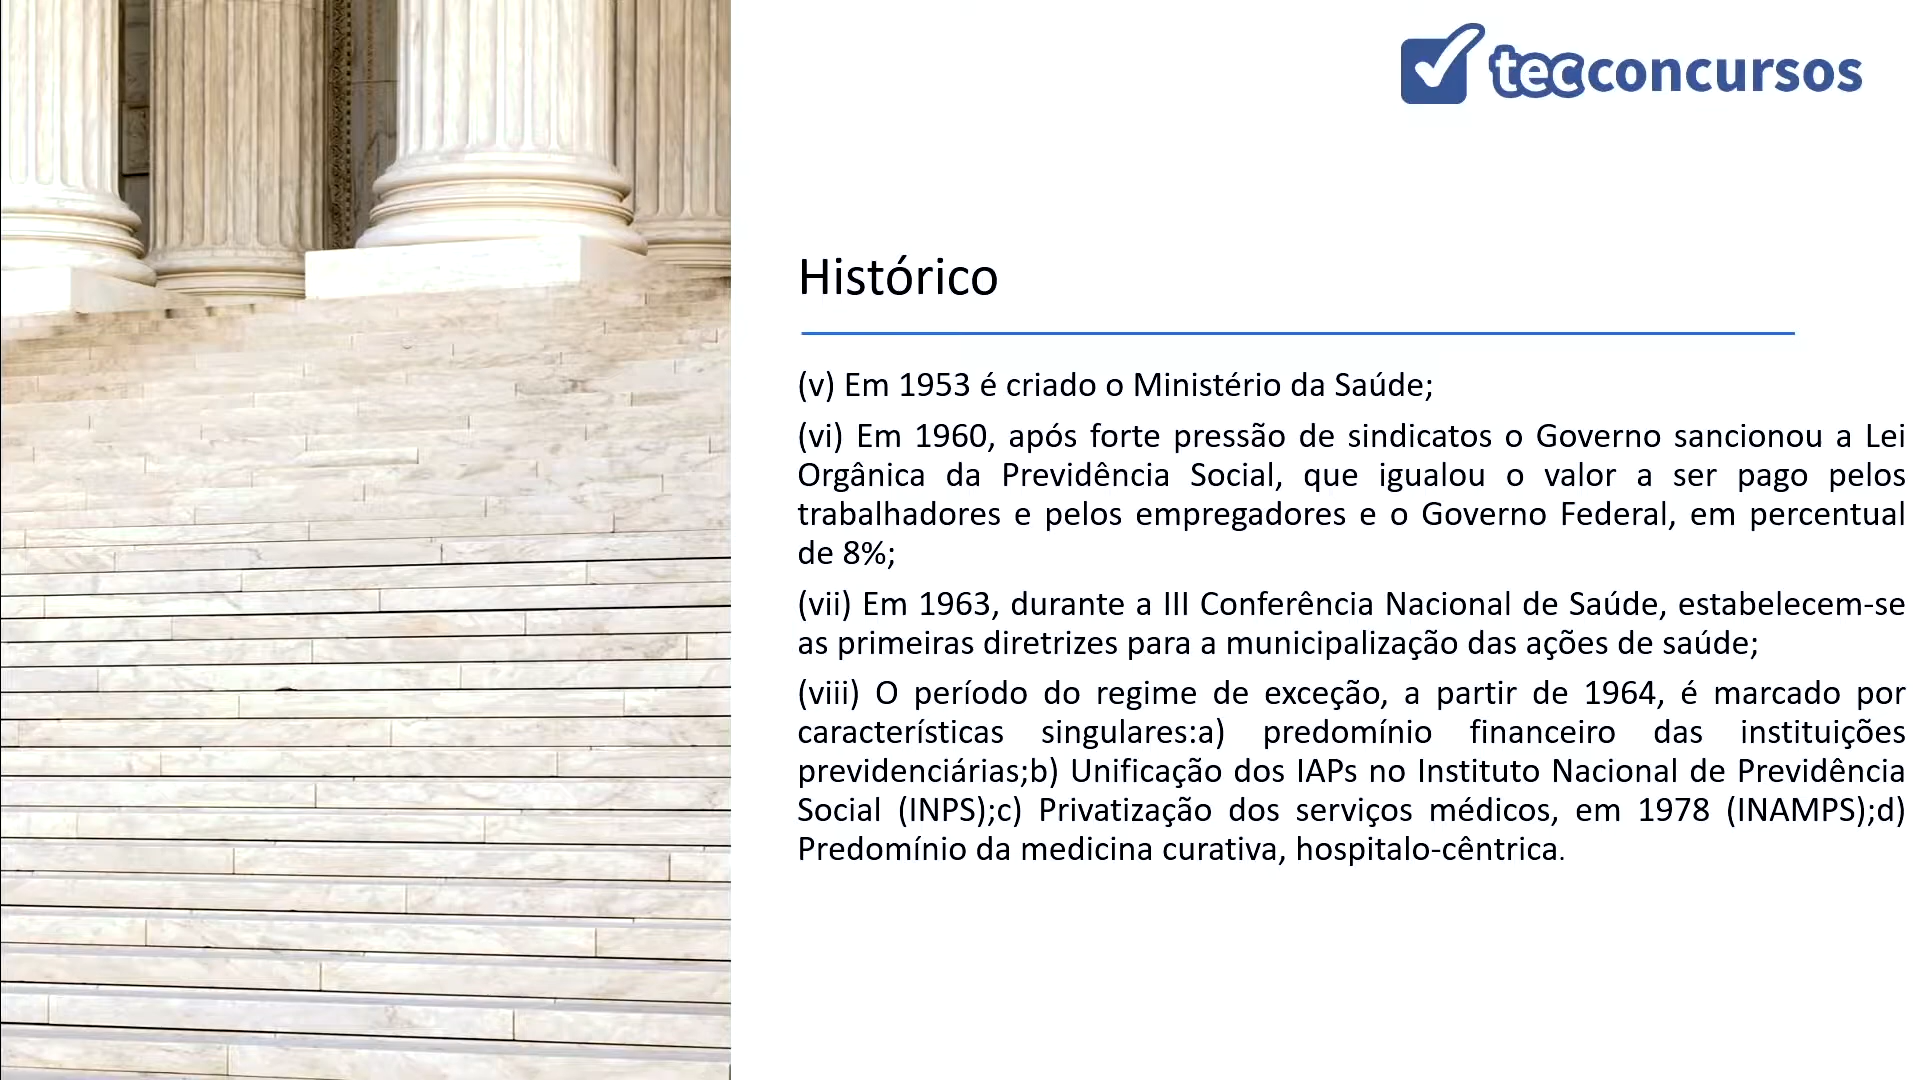 tecconcursos
Histórico
(v) Em 1953 é criado o Ministério da Saúde;
(vi) Em 1960, após forte pressão de sindicatos o Governo sancionou a Lei
Orgânica da Previdência Social, que igualou o valor a ser pago pelos
trabalhadores e pelos empregadores e o Governo Federal, em percentual
de 8%;
(vii) Em 1963, durante a III Conferência Nacional de Saúde, estabelecem-se
as primeiras diretrizes para a municipalização das ações de saúde;
(viii) O período do regime de exceção, a partir de 1964, é marcado por
características singulares:a) predomínio financeiro das instituições
previdenciárias;b) Unificação dos IAPs no Instituto Nacional de Previdência
Social (INPS);c) Privatização dos serviços médicos, em 1978 (INAMPS);d)
Predomínio da medicina curativa, hospitalo-cêntrica.